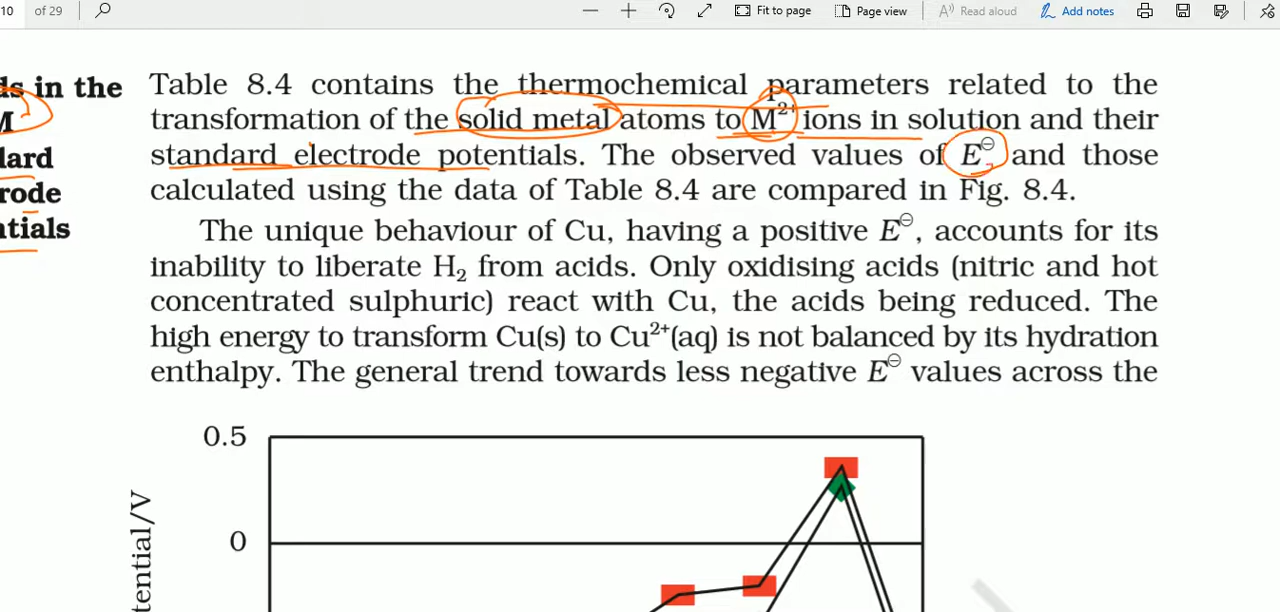 10 of 29 Fit to page Page view Read aloud Add notes
ds in the
M
dard
rode
ntials
Table 8.4 contains the thermochemical parameters related to the
transformation of the solid metal atoms to M²⁺ ions in solution and their
standard electrode potentials. The observed values of E⊖ and those
calculated using the data of Table 8.4 are compared in Fig. 8.4.
The unique behaviour of Cu, having a positive E⊖, accounts for its
inability to liberate H₂ from acids. Only oxidising acids (nitric and hot
concentrated sulphuric) react with Cu, the acids being reduced. The
high energy to transform Cu(s) to Cu²⁺(aq) is not balanced by its hydration
enthalpy. The general trend towards less negative E⊖ values across the
0.5
0
tential/V